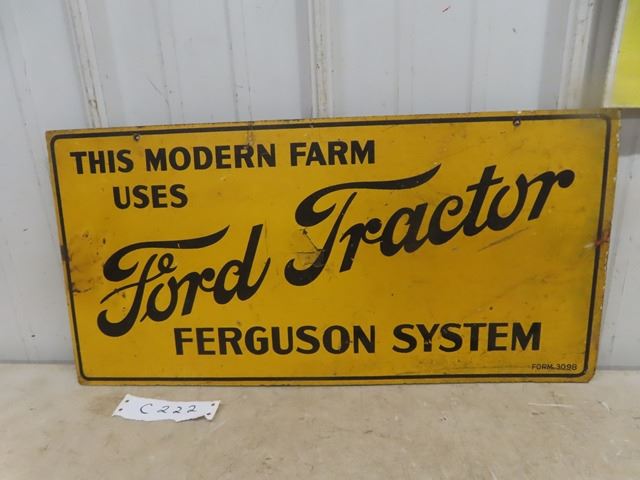 THIS MODERN FARM
USES
Ford Tractor
FERGUSON SYSTEM
FORM 3098
C222